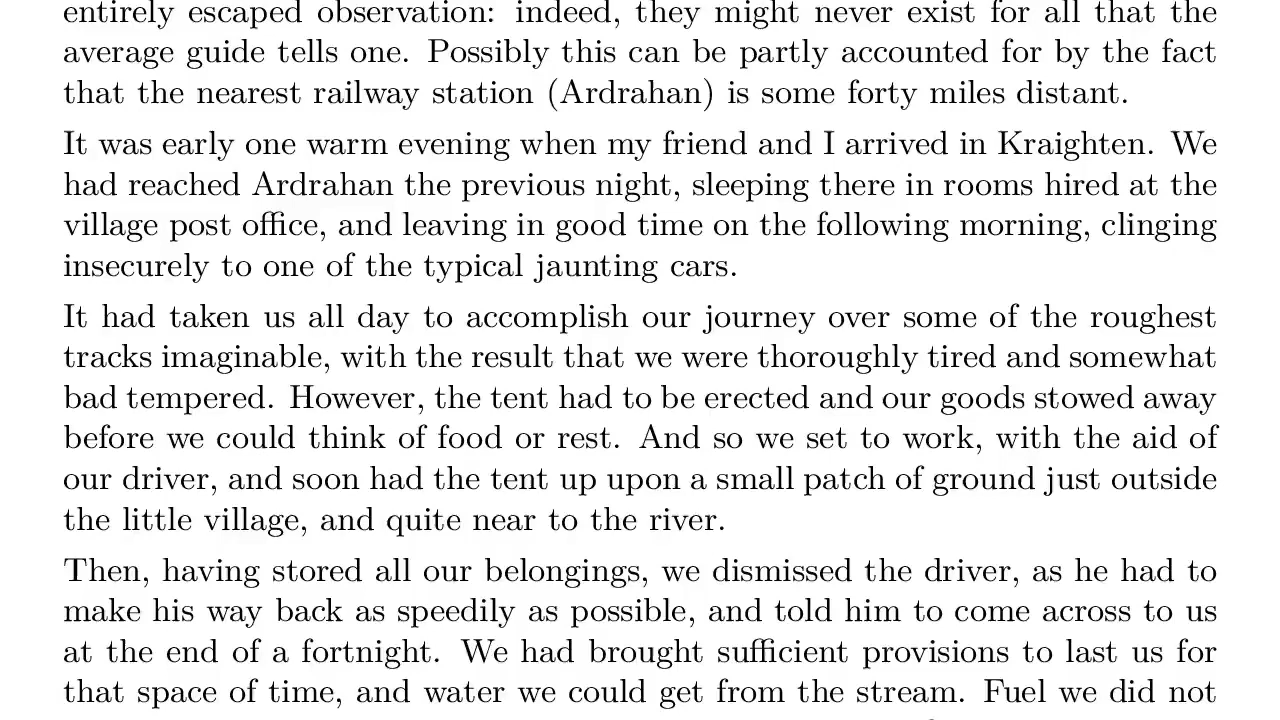 entirely escaped observation: indeed, they might never exist for all that the
average guide tells one. Possibly this can be partly accounted for by the fact
that the nearest railway station (Ardrahan) is some forty miles distant.
It was early one warm evening when my friend and I arrived in Kraighten. We
had reached Ardrahan the previous night, sleeping there in rooms hired at the
village post office, and leaving in good time on the following morning, clinging
insecurely to one of the typical jaunting cars.
It had taken us all day to accomplish our journey over some of the roughest
tracks imaginable, with the result that we were thoroughly tired and somewhat
bad tempered. However, the tent had to be erected and our goods stowed away
before we could think of food or rest. And so we set to work, with the aid of
our driver, and soon had the tent up upon a small patch of ground just outside
the little village, and quite near to the river.
Then, having stored all our belongings, we dismissed the driver, as he had to
make his way back as speedily as possible, and told him to come across to us
at the end of a fortnight. We had brought sufficient provisions to last us for
that space of time, and water we could get from the stream. Fuel we did not